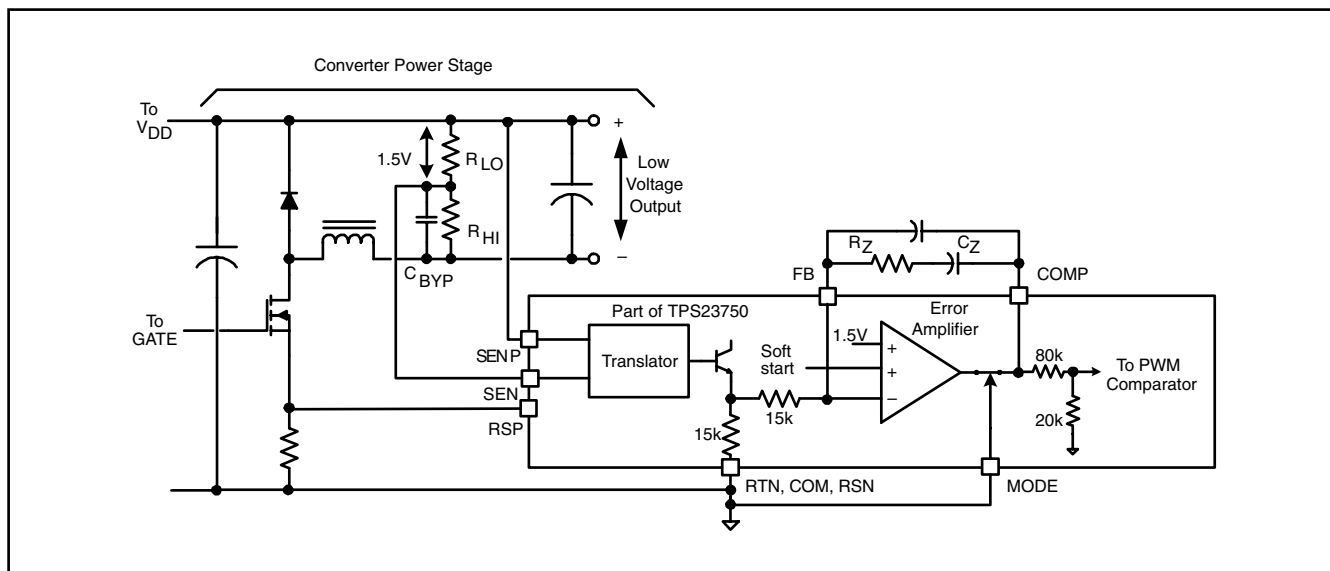 Converter Power Stage
To
VDD
1.5V
RLO
RHI
CBYP
+
Low
Voltage
Output
−
To
GATE
RZ
CZ
FB
COMP
Part of TPS23750
Error
Amplifier
SENP
Translator
Soft
start
1.5V
+
+
−
80k
To PWM
Comparator
SEN
RSP
15k
15k
20k
RTN, COM, RSN
MODE